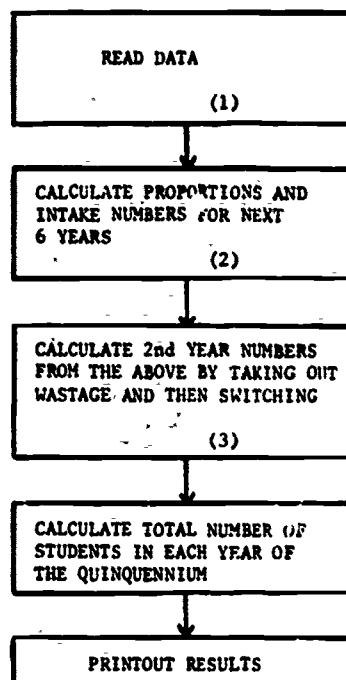 READ DATA
(1)
CALCULATE PROPORTIONS AND
INTAKE NUMBERS FOR NEXT
6 YEARS
(2)
CALCULATE 2nd YEAR NUMBERS
FROM THE ABOVE BY TAKING OUT
WASTAGE AND THEN SWITCHING
(3)
CALCULATE TOTAL NUMBER OF
STUDENTS IN EACH YEAR OF
THE QUINQUENNIUM
PRINTOUT RESULTS